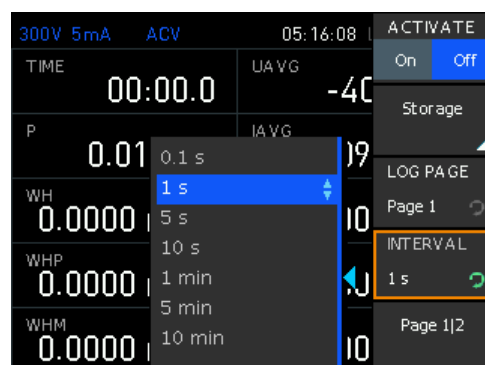 300V 5mA ACV 05:16:08
ACTIVATE
On Off
TIME
00:00.0
UAVG
-40
Storage
P
0.01
IAVG
09
LOG PAGE
Page 1
WH
0.0000
WHP
0.0000
WHM
0.0000
0.1 s
1 s
5 s
10 s
1 min
5 min
10 min
INTERVAL
1 s
Page 1|2